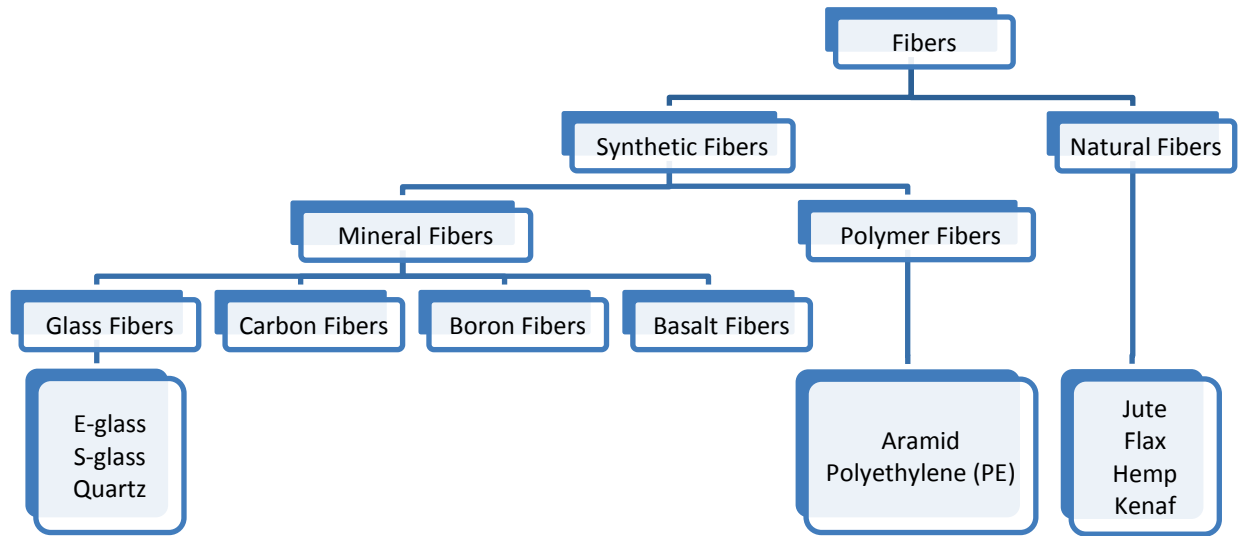 Fibers
Synthetic Fibers
Natural Fibers
Mineral Fibers
Polymer Fibers
Glass Fibers
Carbon Fibers
Boron Fibers
Basalt Fibers
E-glass
S-glass
Quartz
Aramid
Polyethylene (PE)
Jute
Flax
Hemp
Kenaf